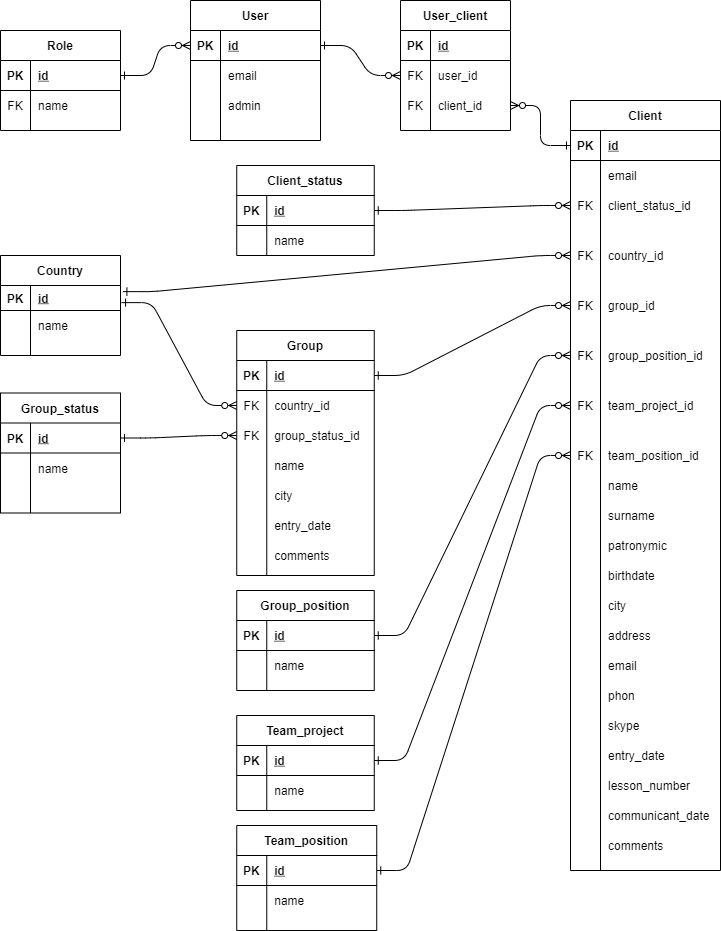 Role
PK id
FK name
User
PK id
email
admin
User_client
PK id
FK user_id
FK client_id
Client
PK id
email
FK client_status_id
FK country_id
FK group_id
FK group_position_id
FK team_project_id
FK team_position_id
name
surname
patronymic
birthdate
city
address
email
phon
skype
entry_date
lesson_number
communicant_date
comments
Client_status
PK id
name
Country
PK id
name
Group_status
PK id
name
Group
PK id
FK country_id
FK group_status_id
name
city
entry_date
comments
Group_position
PK id
name
Team_project
PK id
name
Team_position
PK id
name